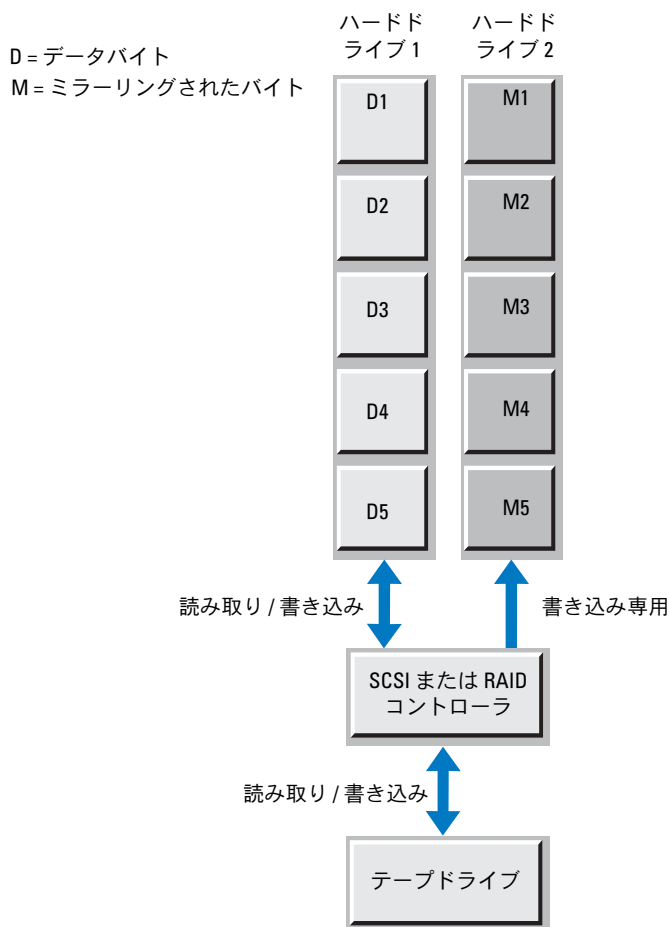 D = データバイト
M = ミラーリングされたバイト
ハードド
ライブ 1
ハードド
ライブ 2
D1
M1
D2
M2
D3
M3
D4
M4
D5
M5
読み取り / 書き込み
書き込み専用
SCSI または RAID
コントローラ
読み取り / 書き込み
テープドライブ